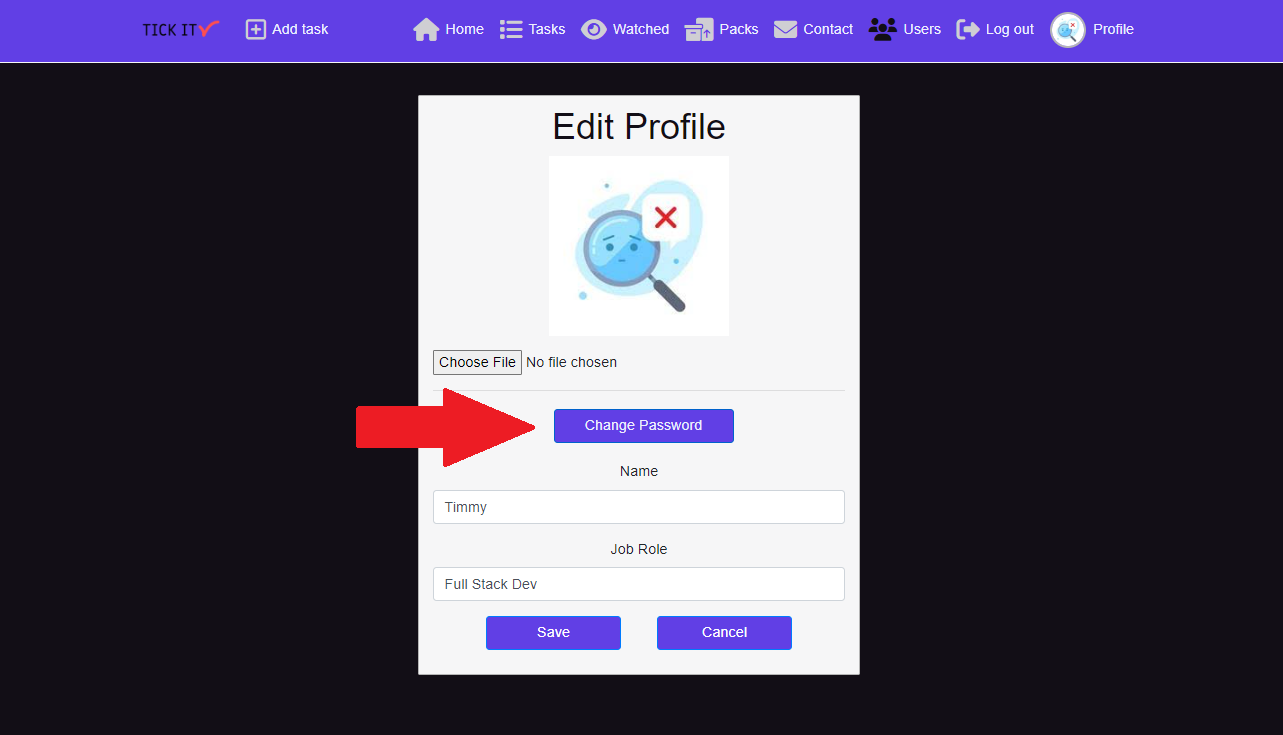 TICK IT Add task Home Tasks Watched Packs Contact Users Log out Profile
Edit Profile
Choose File No file chosen
Change Password
Name
Timmy
Job Role
Full Stack Dev
Save Cancel